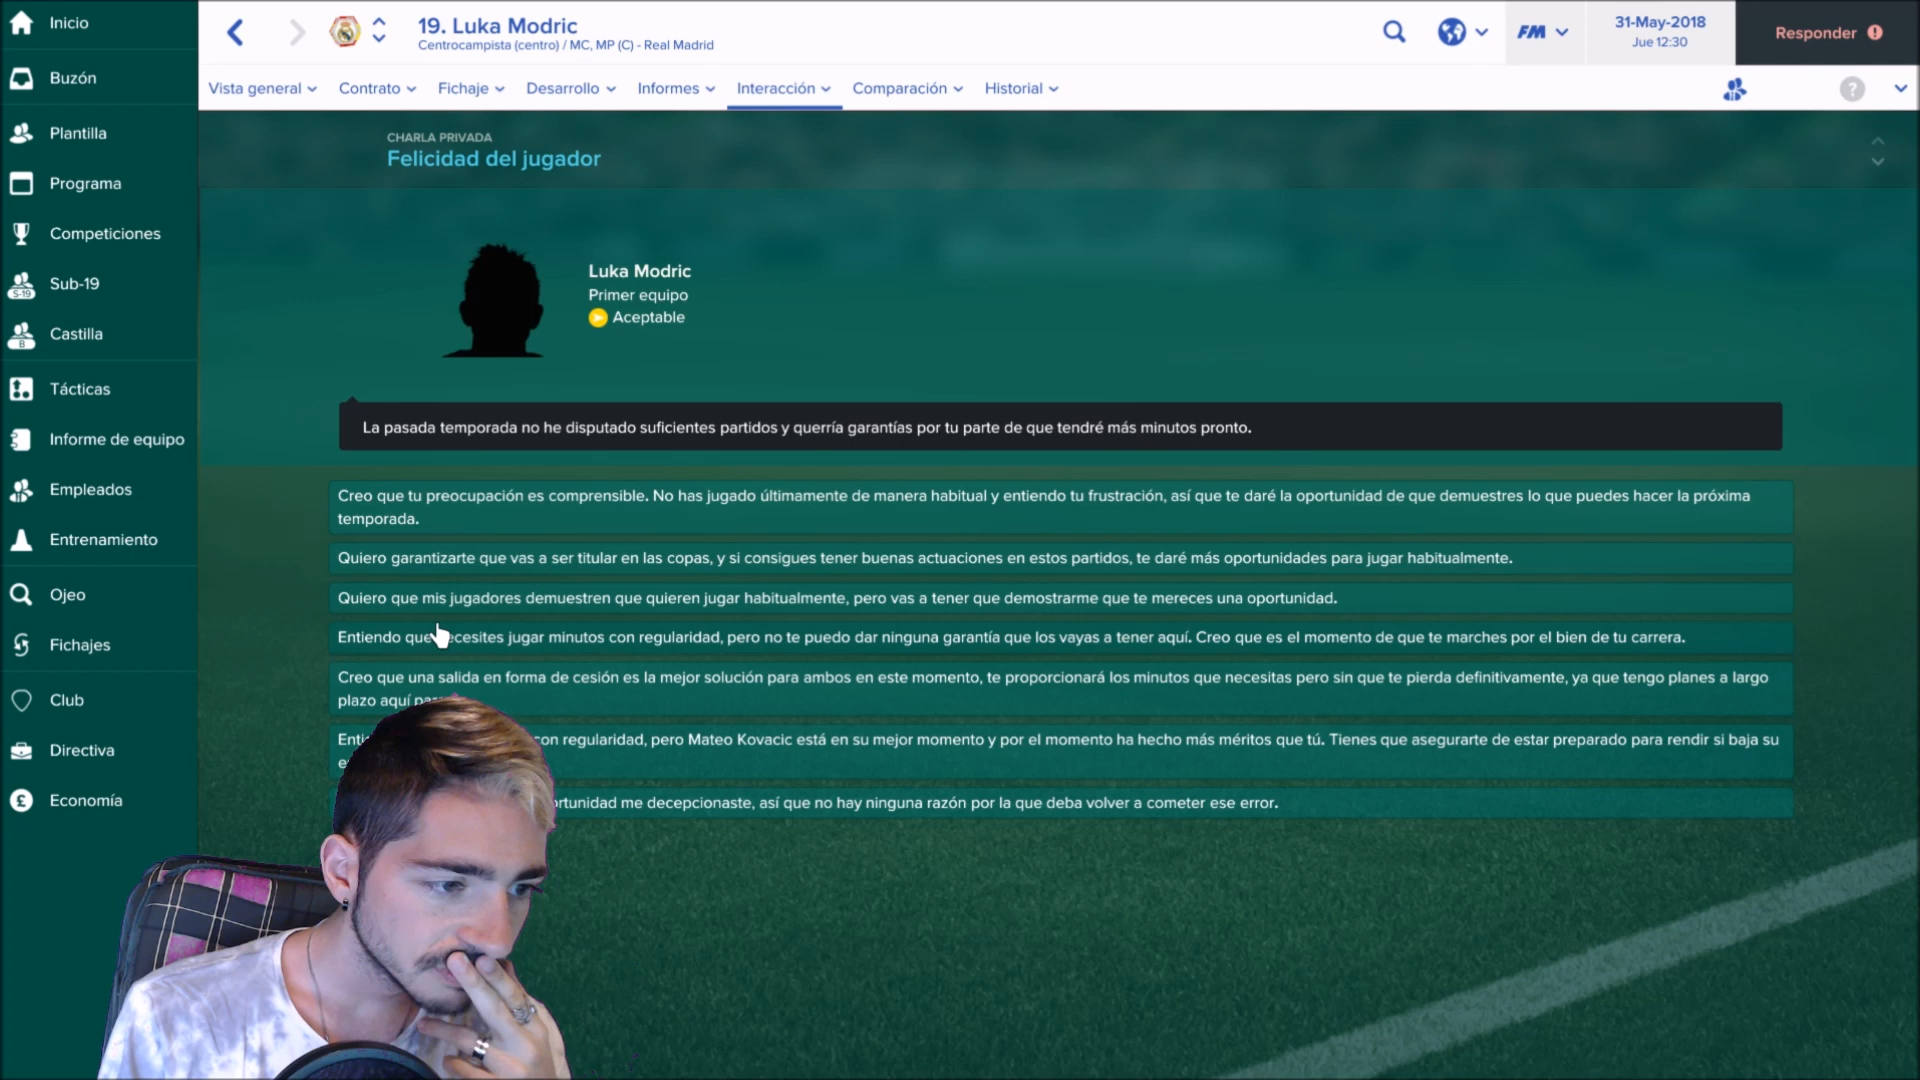 Inicio
Buzón
Plantilla
Programa
Competiciones
Sub-19
S-19
Castilla
B
Tácticas
Informe de equipo
Empleados
Entrenamiento
Ojeo
Fichajes
Club
Directiva
Economía
19. Luka Modric
Centrocampista (centro) / MC, MP (C) - Real Madrid
FM
31-May-2018
Jue 12:30
Responder
Vista general
Contrato
Fichaje
Desarrollo
Informes
Interacción
Comparación
Historial
?
CHARLA PRIVADA
Felicidad del jugador
Luka Modric
Primer equipo
Aceptable
La pasada temporada no he disputado suficientes partidos y querría garantías por tu parte de que tendré más minutos pronto.
Creo que tu preocupación es comprensible. No has jugado últimamente de manera habitual y entiendo tu frustración, así que te daré la oportunidad de que demuestres lo que puedes hacer la próxima
temporada.
Quiero garantizarte que vas a ser titular en las copas, y si consigues tener buenas actuaciones en estos partidos, te daré más oportunidades para jugar habitualmente.
Quiero que mis jugadores demuestren que quieren jugar habitualmente, pero vas a tener que demostrarme que te mereces una oportunidad.
Entiendo que necesites jugar minutos con regularidad, pero no te puedo dar ninguna garantía que los vayas a tener aquí. Creo que es el momento de que te marches por el bien de tu carrera.
Creo que una salida en forma de cesión es la mejor solución para ambos en este momento, te proporcionará los minutos que necesitas pero sin que te pierda definitivamente, ya que tengo planes a largo
plazo aquí
con regularidad, pero Mateo Kovacic está en su mejor momento y por el momento ha hecho más méritos que tú. Tienes que asegurarte de estar preparado para rendir si baja su
me decepcionaste, así que no hay ninguna razón por la que deba volver a cometer ese error.